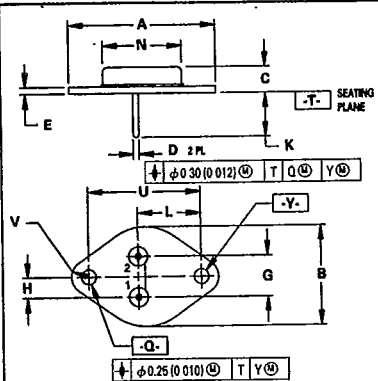 A
N
C
-T- SEATING PLANE
E
K
D 2 PL
⌖ ϕ 0 30 (0 012) Ⓜ T Q Ⓜ Y Ⓜ
U
V
L
-Y-
2
H
G
B
1
-Q-
⌖ ϕ 0.25 (0 010) Ⓜ T Y Ⓜ